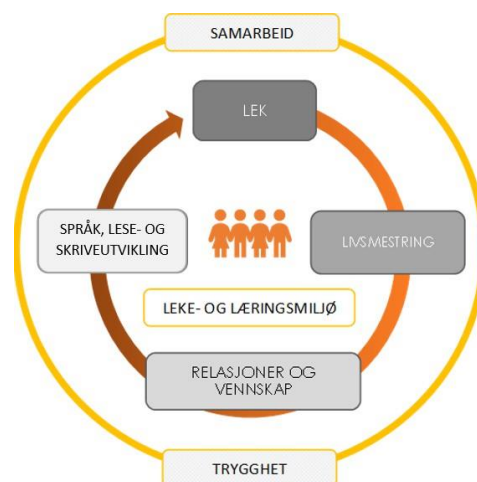 SAMARBEID
LEK
SPRÅK, LESE- OG
SKRIVEUTVIKLING
LIVSMESTRING
LEKE- OG LÆRINGSMILJØ
RELASJONER OG
VENNSKAP
TRYGGHET